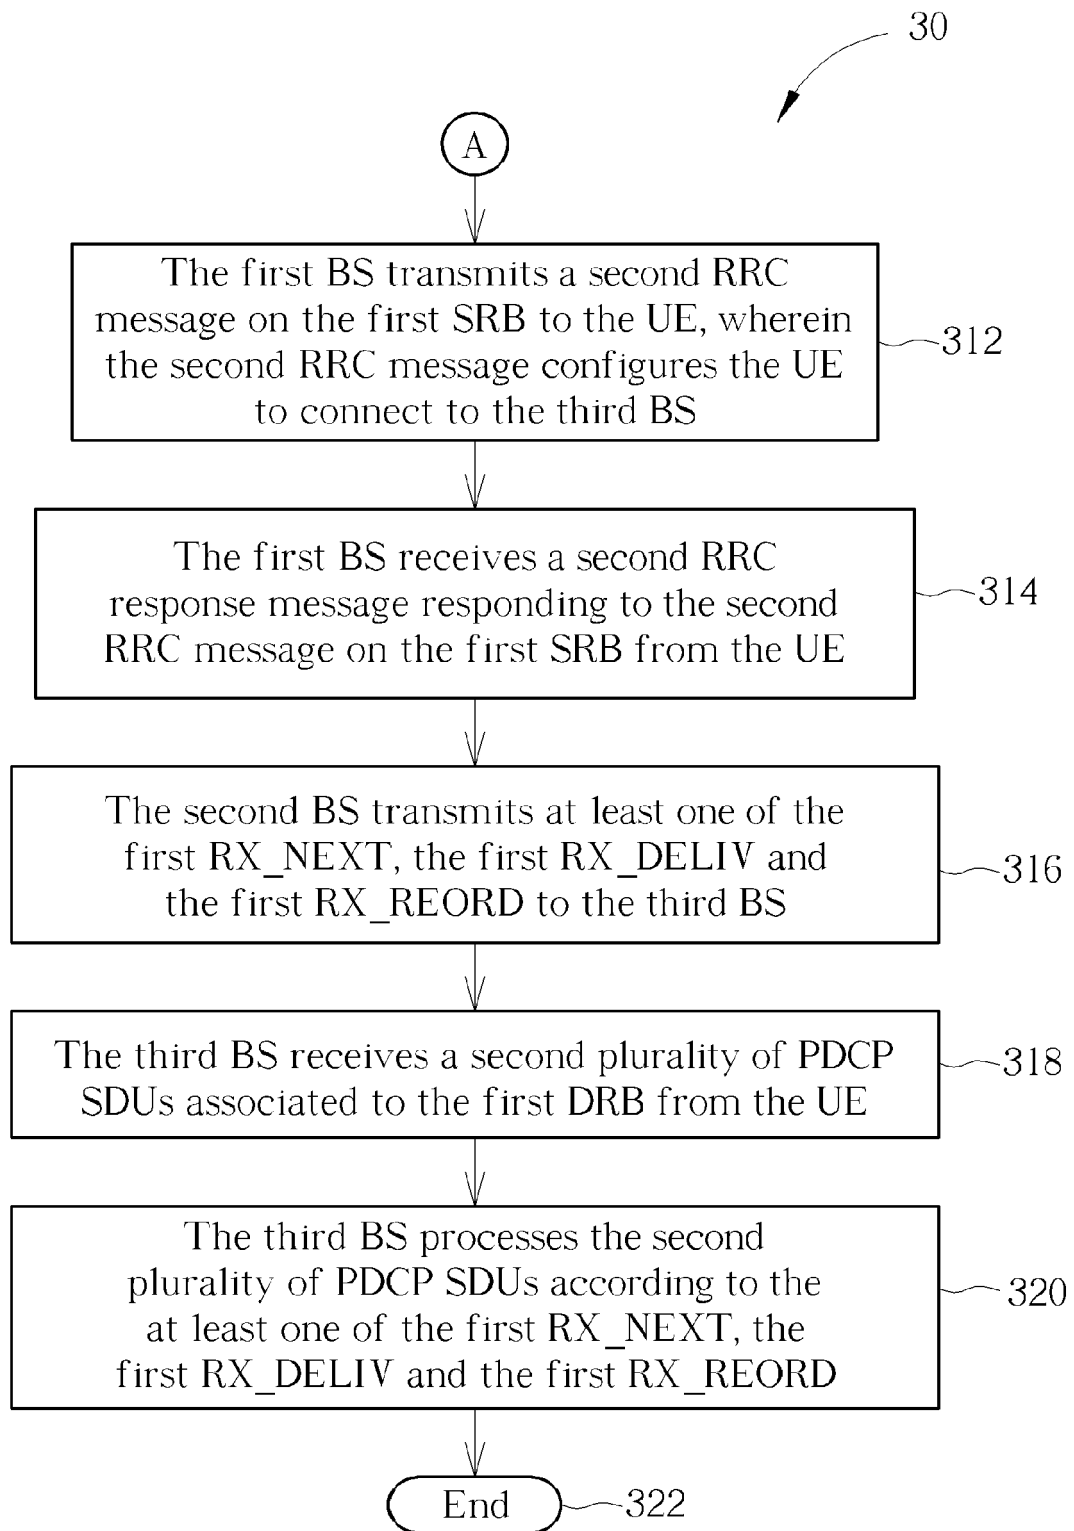 30
A
The first BS transmits a second RRC
message on the first SRB to the UE, wherein
the second RRC message configures the UE
to connect to the third BS
312
The first BS receives a second RRC
response message responding to the second
RRC message on the first SRB from the UE
314
The second BS transmits at least one of the
first RX_NEXT, the first RX_DELIV and
the first RX_REORD to the third BS
316
The third BS receives a second plurality of PDCP
SDUs associated to the first DRB from the UE
318
The third BS processes the second
plurality of PDCP SDUs according to the
at least one of the first RX_NEXT, the
first RX_DELIV and the first RX_REORD
320
End
322